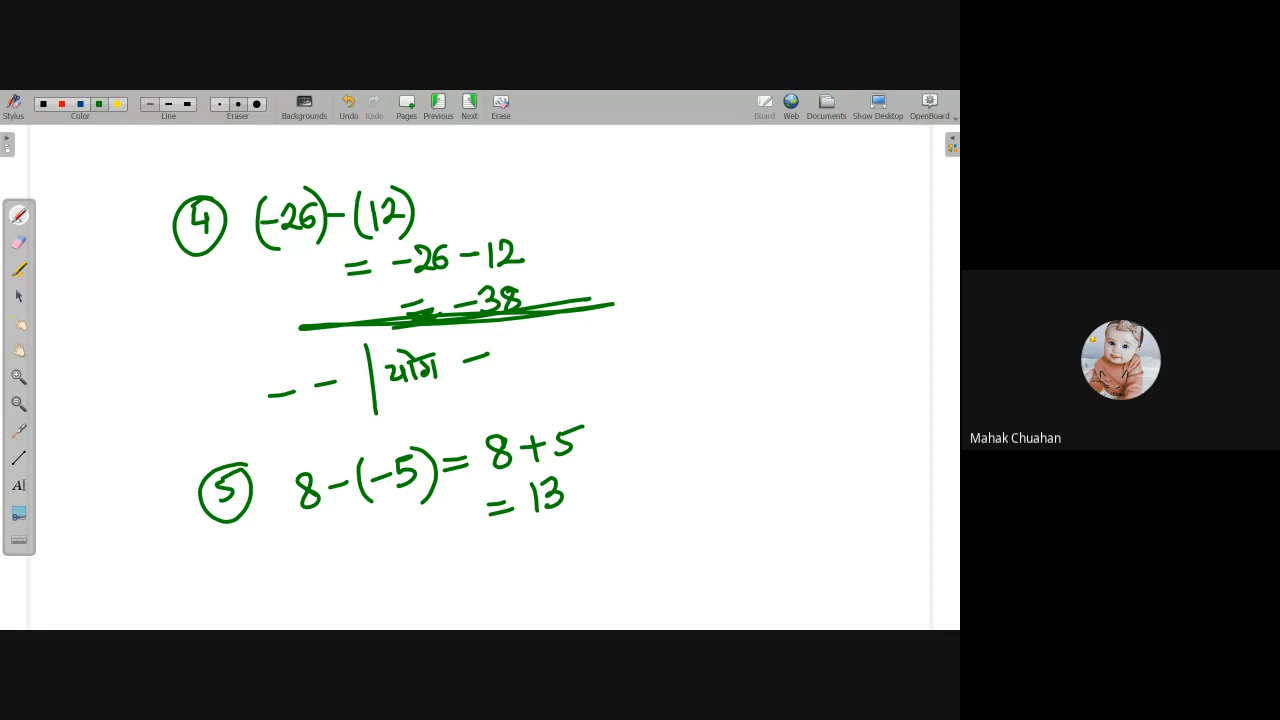 Stylus
Color
Line
Eraser
Backgrounds
Undo
Redo
Pages
Previous
Next
Erase
Board
Web
Documents
Show Desktop
OpenBoard
④ (-26)-(12)
= -26 -12
= -38
- - | योग -
⑤ 8-(-5) = 8+5
= 13
AI
Mahak Chuahan